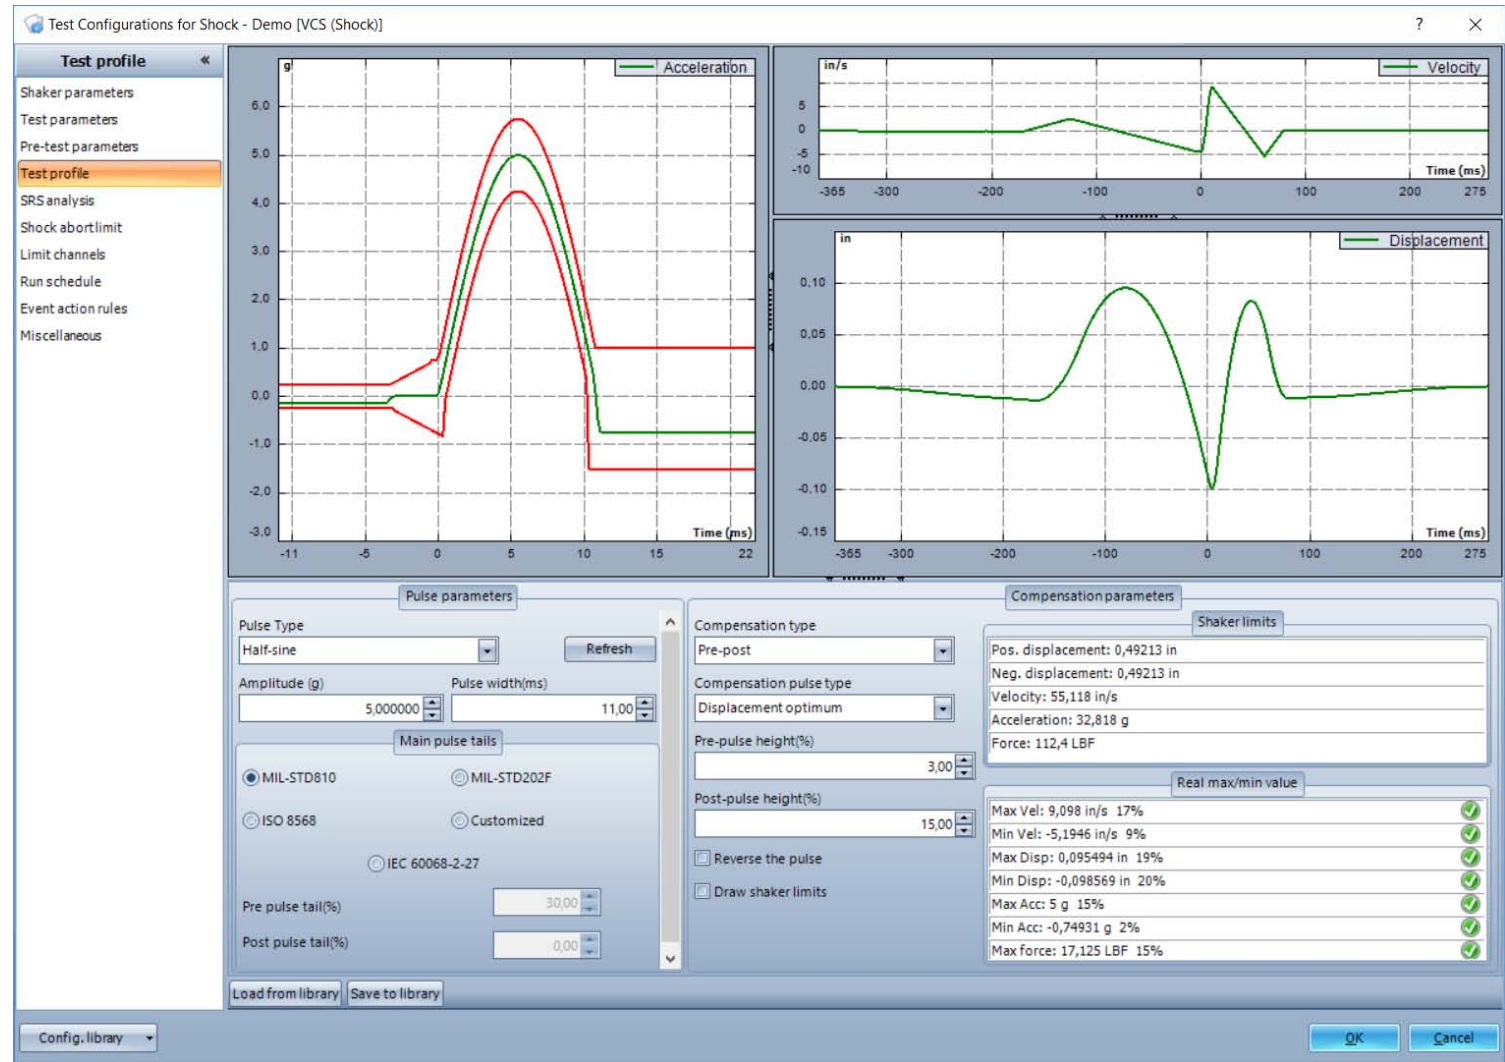 Test Configurations for Shock - Demo [VCS (Shock)]
?
Test profile «
Shaker parameters
Test parameters
Pre-test parameters
Test profile
SRS analysis
Shock abort limit
Limit channels
Run schedule
Event action rules
Miscellaneous
g
Acceleration
6,0
5,0
4,0
3,0
2,0
1,0
0,0
-1,0
-2,0
-3,0
Time (ms)
-11 -5 0 5 10 15 22
in/s
Velocity
5
0
-5
-10
Time (ms)
-365 -300 -200 -100 0 100 200 275
in
Displacement
0,10
0,05
0,00
-0,05
-0,10
-0,15
Time (ms)
-365 -300 -200 -100 0 100 200 275
Pulse parameters
Pulse Type
Half-sine
Refresh
Amplitude (g) Pulse width(ms)
5,000000 11,00
Main pulse tails
MIL-STD810 MIL-STD202F
ISO 8568 Customized
IEC 60068-2-27
Pre pulse tail(%) 30,00
Post pulse tail(%) 0,00
Compensation parameters
Compensation type
Pre-post
Compensation pulse type
Displacement optimum
Pre-pulse height(%)
3,00
Post-pulse height(%)
15,00
Reverse the pulse
Draw shaker limits
Shaker limits
Pos. displacement: 0,49213 in
Neg. displacement: 0,49213 in
Velocity: 55,118 in/s
Acceleration: 32,818 g
Force: 112,4 LBF
Real max/min value
Max Vel: 9,098 in/s 17%
Min Vel: -5,1946 in/s 9%
Max Disp: 0,095494 in 19%
Min Disp: -0,098569 in 20%
Max Acc: 5 g 15%
Min Acc: -0,74931 g 2%
Max force: 17,125 LBF 15%
Load from library Save to library
Config. library
OK Cancel